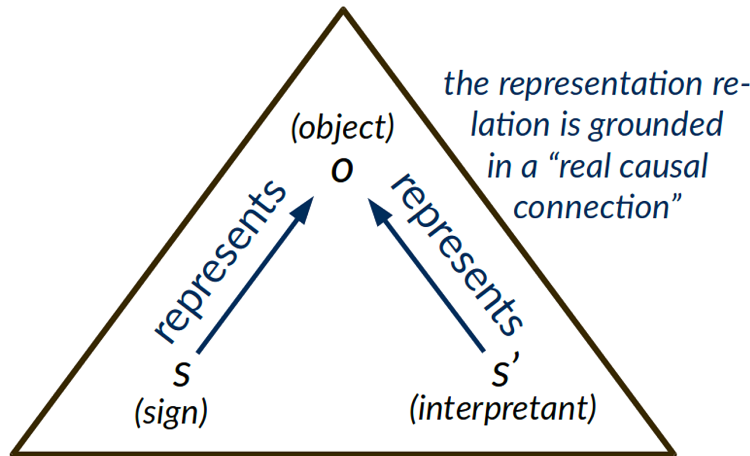 the representation re-
lation is grounded
in a “real causal
connection”
(object)
o
represents
represents
s
s’
(sign)
(interpretant)